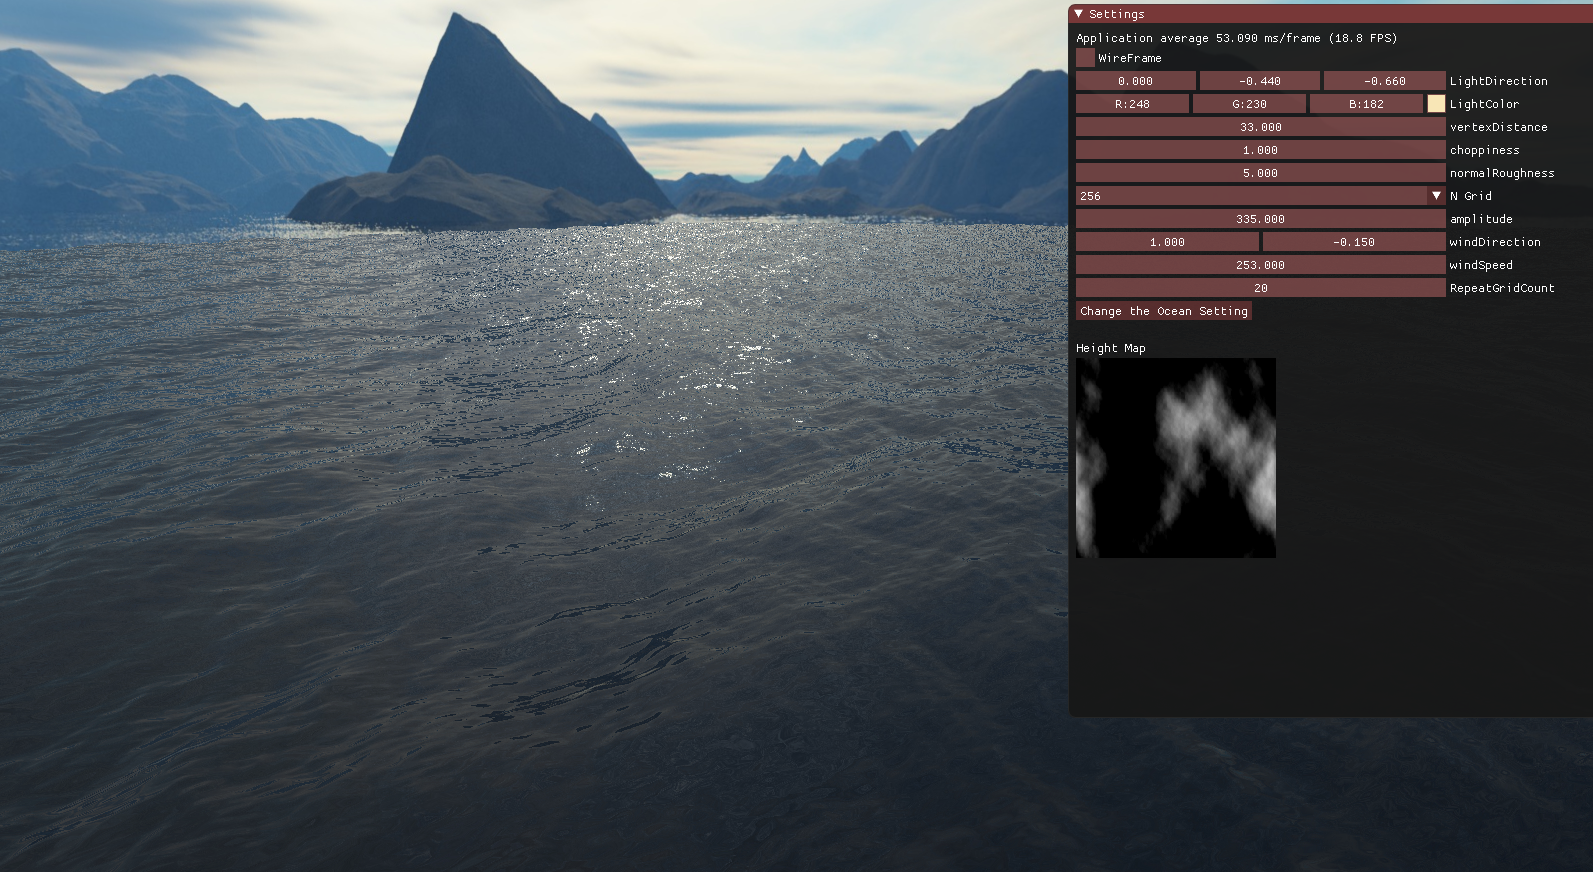 Settings
Application average 53.090 ms/frame (18.8 FPS)
WireFrame
0.000 -0.440 -0.660 LightDirection
R:248 G:230 B:182 LightColor
33.000 vertexDistance
1.000 choppiness
5.000 normalRoughness
256 N Grid
335.000 amplitude
1.000 -0.150 windDirection
253.000 windSpeed
20 RepeatGridCount
Change the Ocean Setting
Height Map